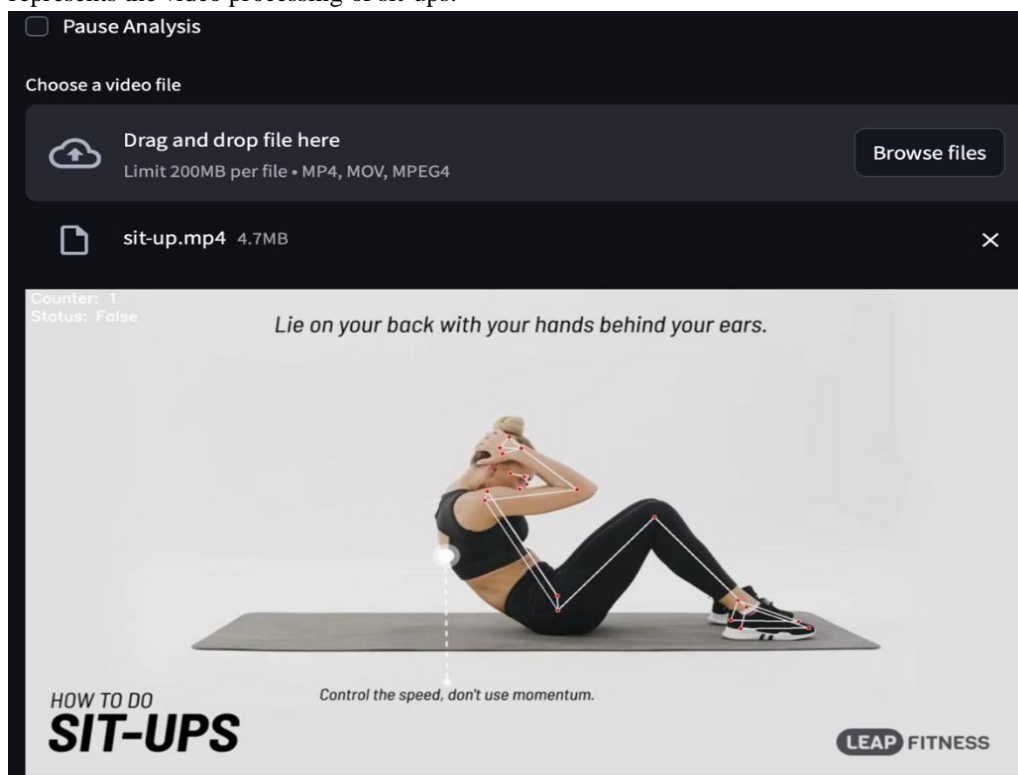 represents the video processing of sit-ups.
Pause Analysis
Choose a video file
Drag and drop file here
Limit 200MB per file • MP4, MOV, MPEG4
Browse files
sit-up.mp4 4.7MB
Counter: 1
Status: False
Lie on your back with your hands behind your ears.
Control the speed, don't use momentum.
HOW TO DO
SIT-UPS
LEAP FITNESS